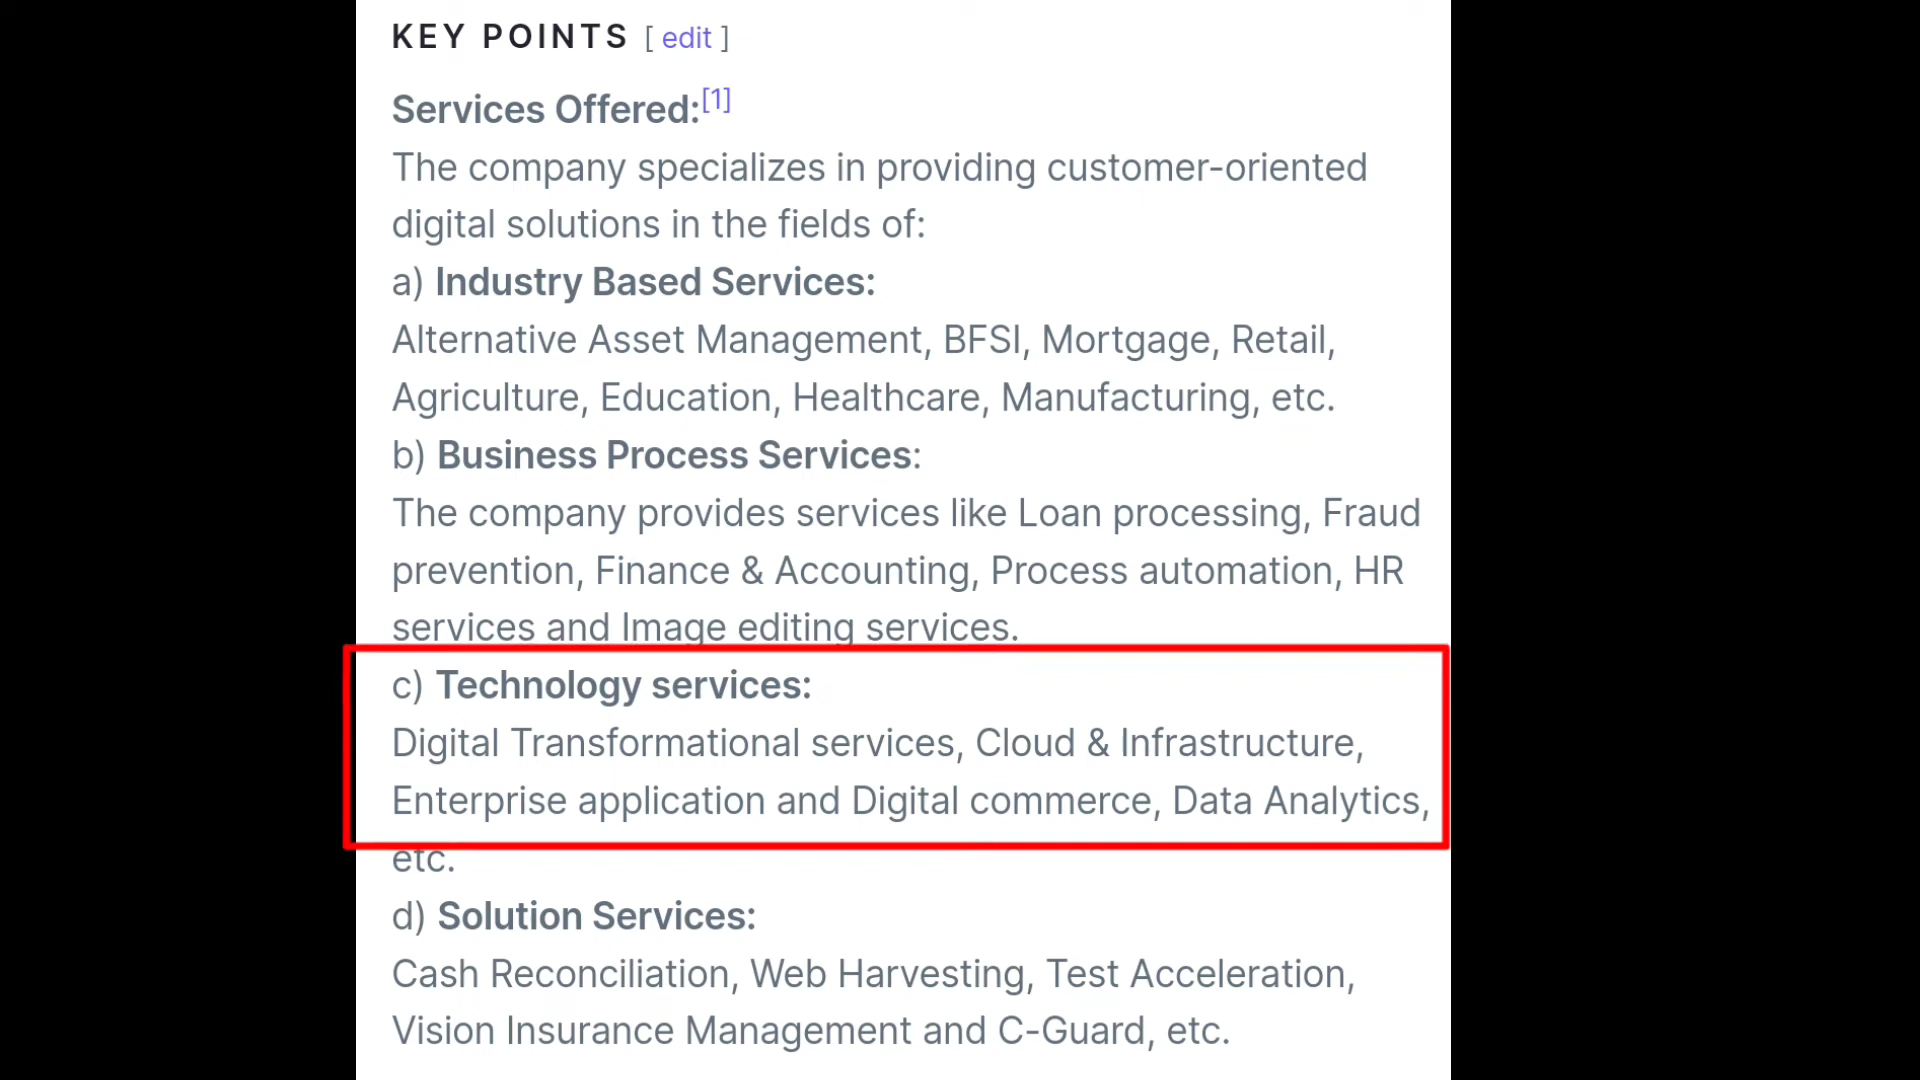 KEY POINTS [ edit ]
Services Offered:[1]
The company specializes in providing customer-oriented
digital solutions in the fields of:
a) Industry Based Services:
Alternative Asset Management, BFSI, Mortgage, Retail,
Agriculture, Education, Healthcare, Manufacturing, etc.
b) Business Process Services:
The company provides services like Loan processing, Fraud
prevention, Finance & Accounting, Process automation, HR
services and Image editing services.
c) Technology services:
Digital Transformational services, Cloud & Infrastructure,
Enterprise application and Digital commerce, Data Analytics,
etc.
d) Solution Services:
Cash Reconciliation, Web Harvesting, Test Acceleration,
Vision Insurance Management and C-Guard, etc.